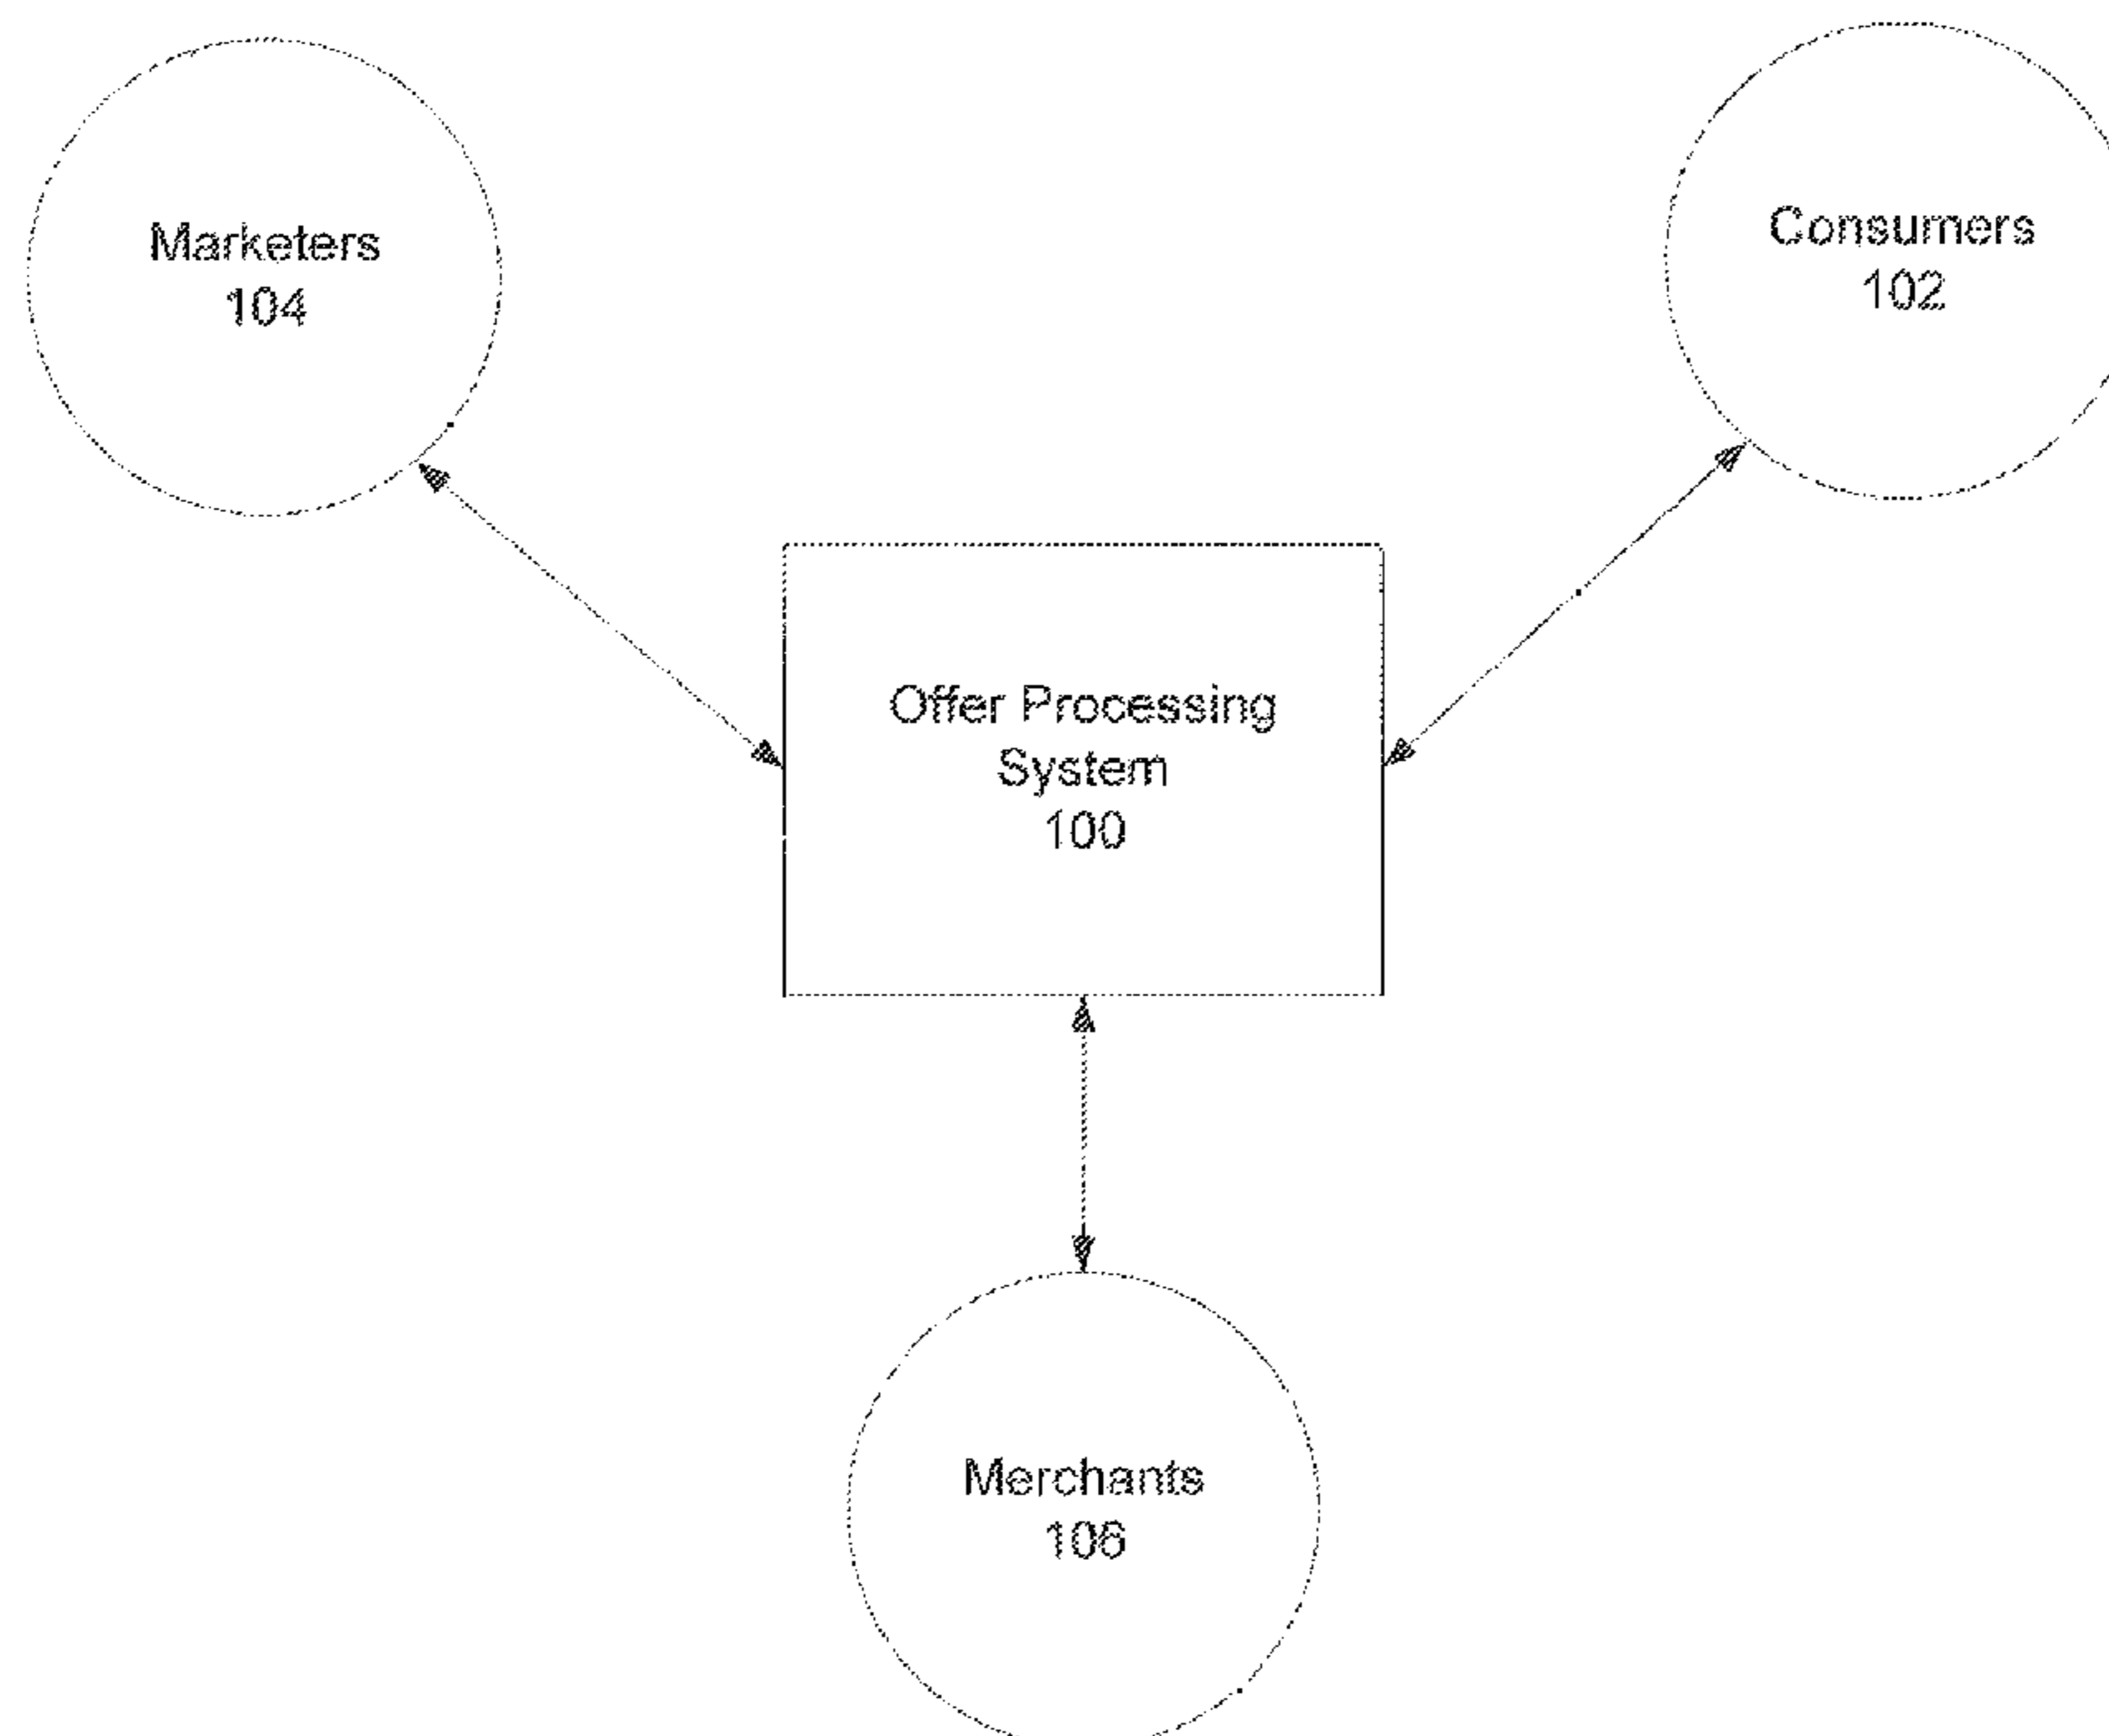 Marketers
104
Consumers
102
Offer Processing
System
100
Merchants
106